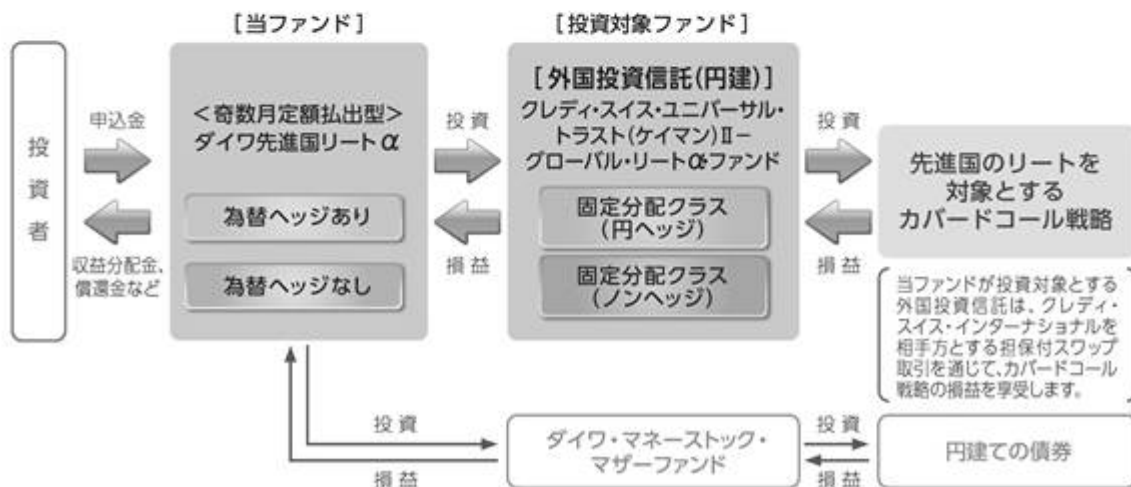 [当ファンド]
[投資対象ファンド]
投資者
申込金
収益分配金、
償還金など
<奇数月定額払出型>
ダイワ先進国リートα
為替ヘッジあり
為替ヘッジなし
投資
損益
[外国投資信託(円建)]
クレディ・スイス・ユニバーサル・
トラスト(ケイマン)Ⅱ-
グローバル・リートαファンド
固定分配クラス
(円ヘッジ)
固定分配クラス
(ノンヘッジ)
投資
損益
先進国のリートを
対象とする
カバードコール戦略
当ファンドが投資対象とする
外国投資信託は、クレディ・
スイス・インターナショナルを
相手方とする担保付スワップ
取引を通じて、カバードコール
戦略の損益を享受します。
投資
損益
ダイワ・マネーストック・
マザーファンド
投資
損益
円建ての債券